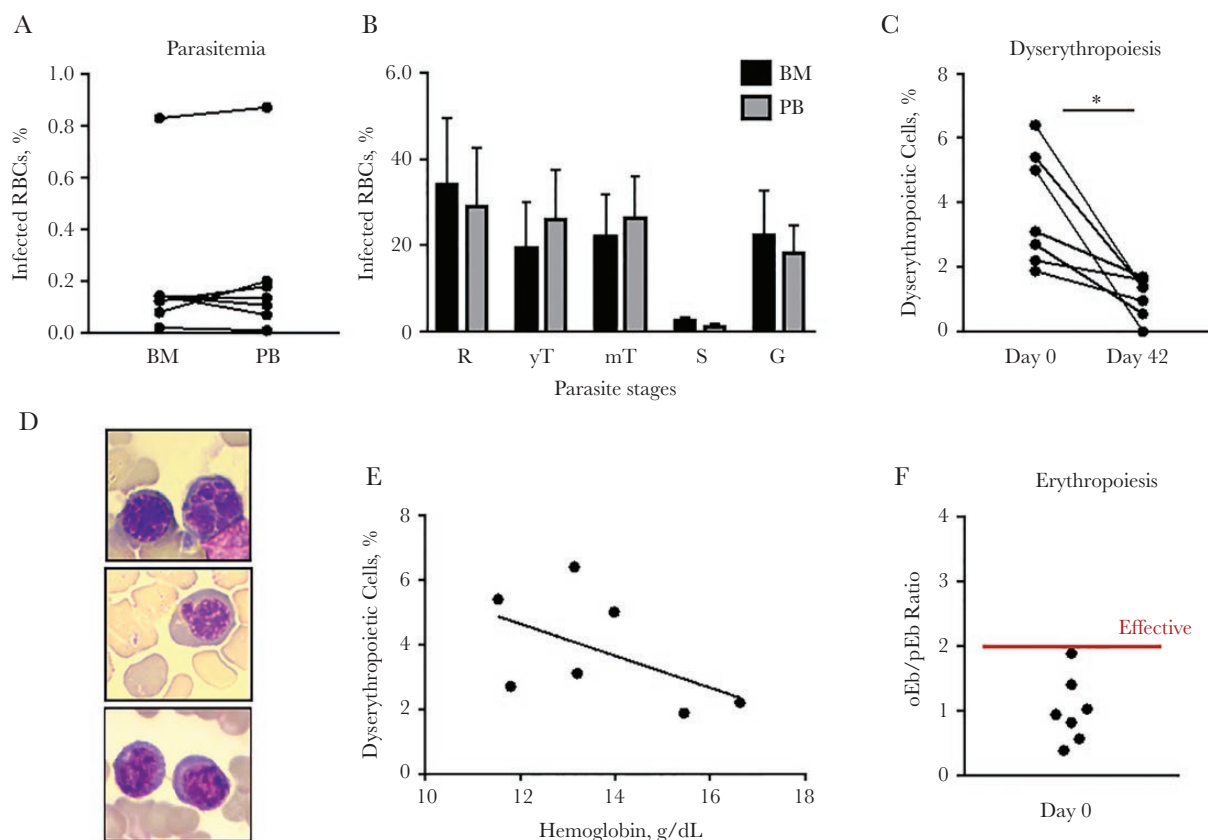 A
Parasitemia
Infected RBCs, %
1.0
0.8
0.6
0.4
0.2
0.0
BM
PB
B
Infected RBCs, %
6.0
40
20
0
BM
PB
R
yT
mT
S
G
Parasite stages
C
Dyserythropoiesis
Dyserythropoietic Cells, %
8
6
4
2
0
*
Day 0
Day 42
D
E
Dyserythropoietic Cells, %
8
6
4
2
0
10
12
14
16
18
Hemoglobin, g/dL
F
Erythropoiesis
oEb/pEb Ratio
4
3
2
1
0
Effective
Day 0